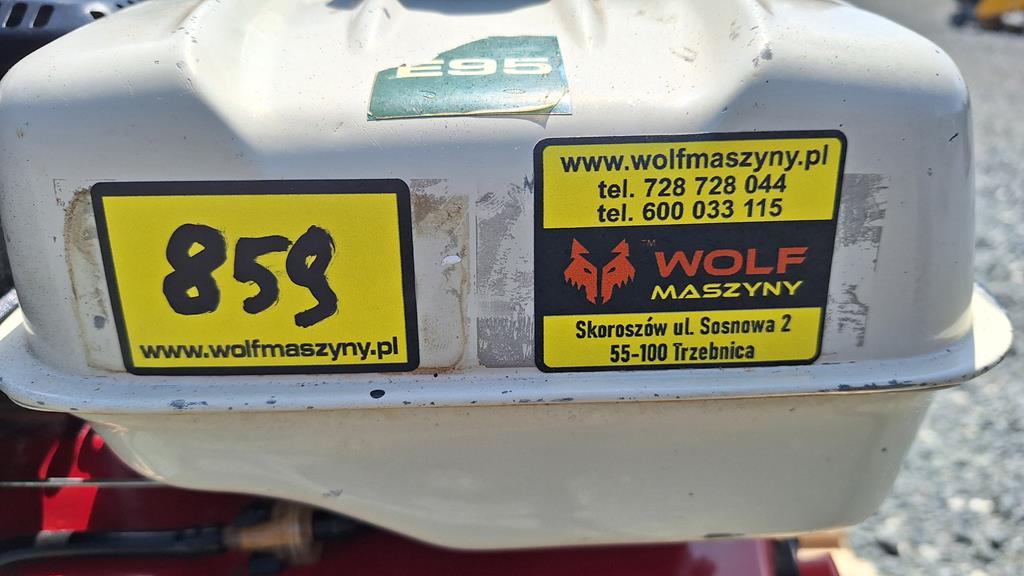 E95
859
www.wolfmaszyny.pl
www.wolfmaszyny.pl
tel. 728 728 044
tel. 600 033 115
™ WOLF
MASZYNY
Skoroszów ul. Sosnowa 2
55-100 Trzebnica